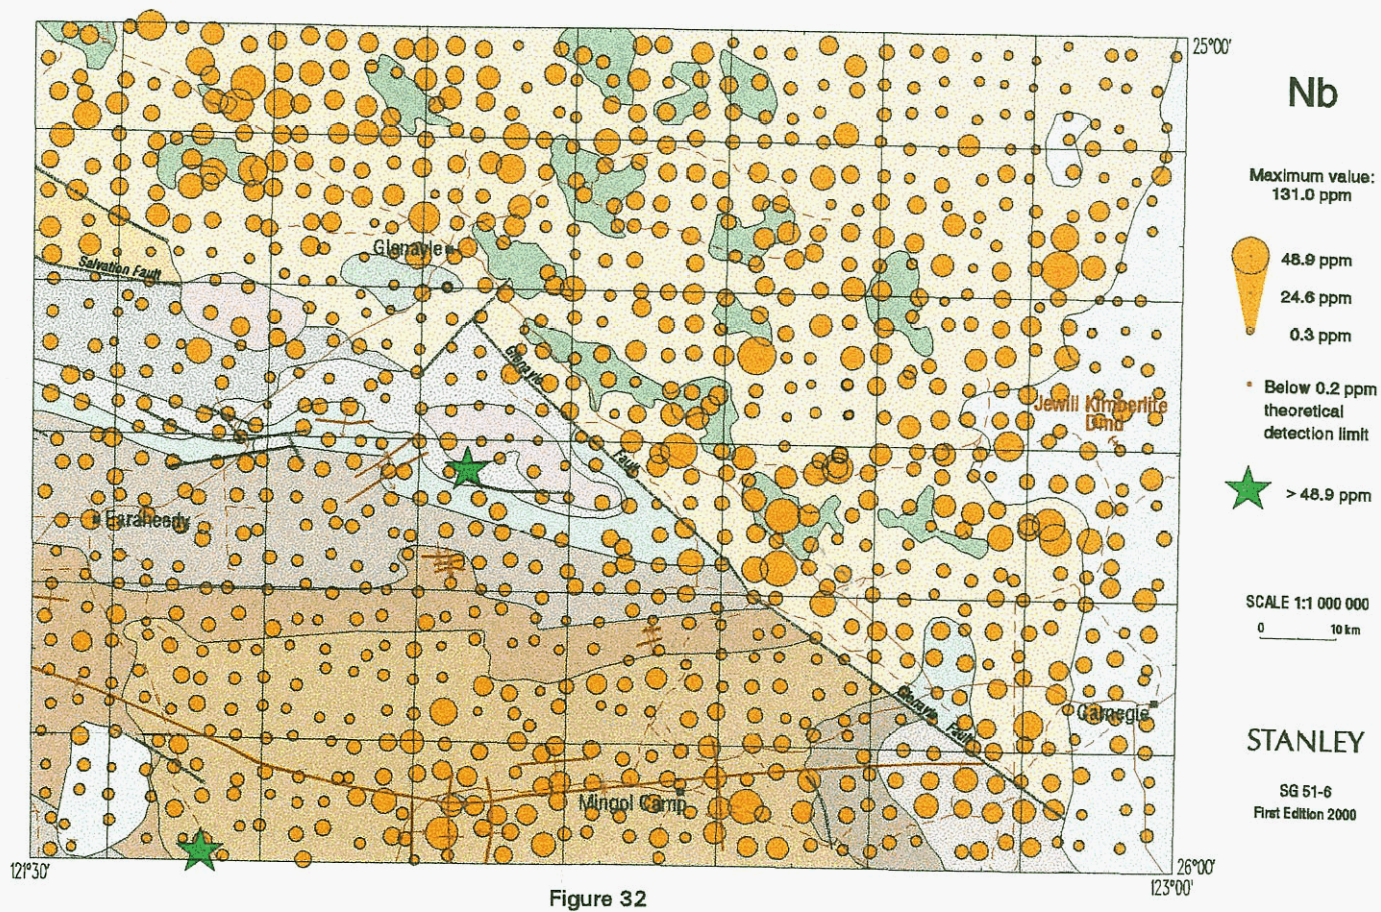 25°00'
Nb
Maximum value:
131.0 ppm
48.9 ppm
24.6 ppm
0.3 ppm
Below 0.2 ppm
theoretical
detection limit
> 48.9 ppm
SCALE 1:1 000 000
0 10 km
STANLEY
SG 51-6
First Edition 2000
Glenayle
Salvation Fault
Glenayle
Fault
Jewill Kimberlite
Dmd
Earaheedy
Glenayle
Fault
Carnegie
Mingol Camp
121°30'
26°00'
123°00'
Figure 32